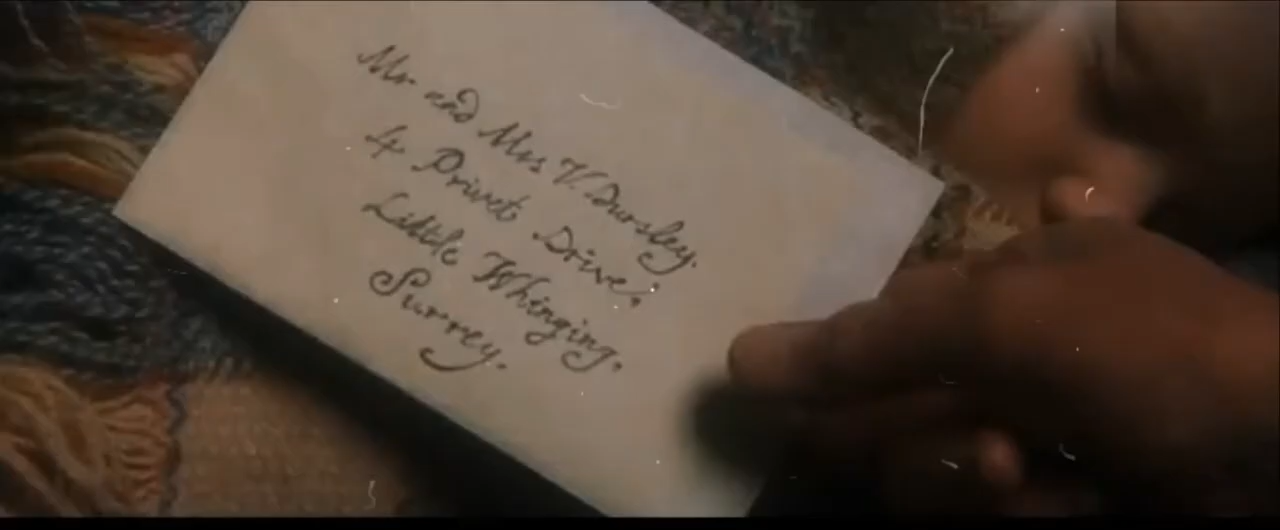 Mr and Mrs V. Dursley.
4 Privet Drive,
Little Whinging.
Surrey.